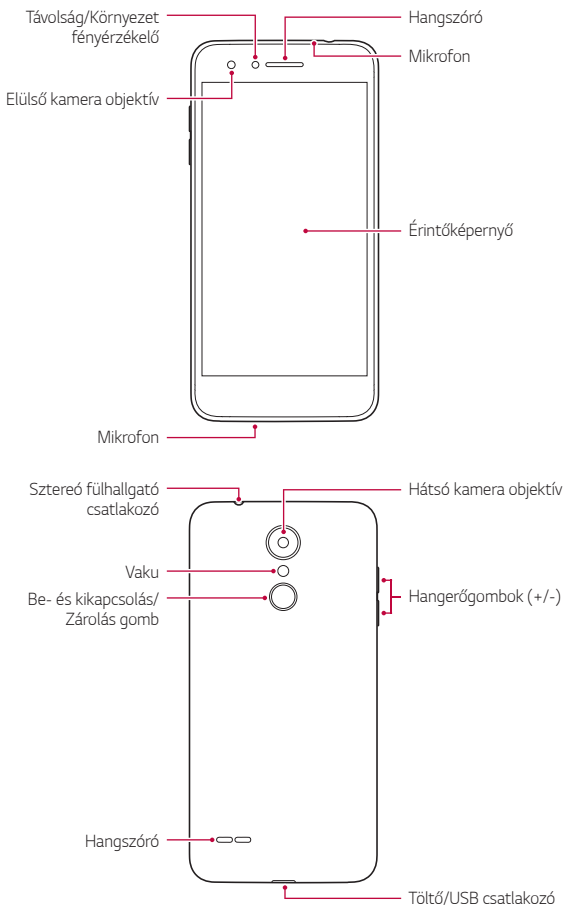 Távolság/Környezet
fényérzékelő
Hangszóró
Mikrofon
Elülső kamera objektív
Érintőképernyő
Mikrofon
Sztereó fülhallgató
csatlakozó
Hátsó kamera objektív
Vaku
Be- és kikapcsolás/
Zárolás gomb
Hangerőgombok (+/-)
Hangszóró
Töltő/USB csatlakozó